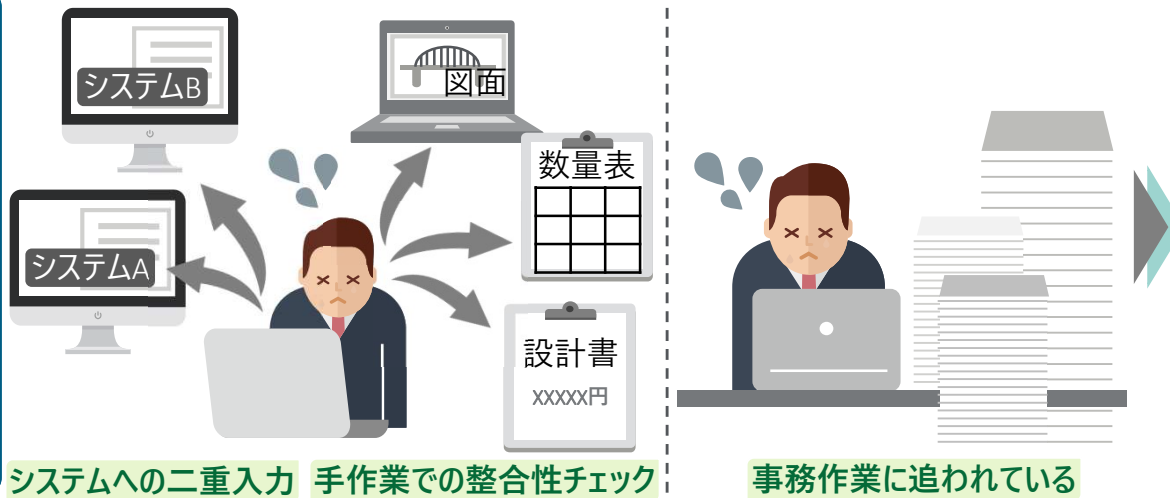 システムB
システムA
図面
数量表
設計書
xxxxx円
システムへの二重入力
手作業での整合性チェック
事務作業に追われている